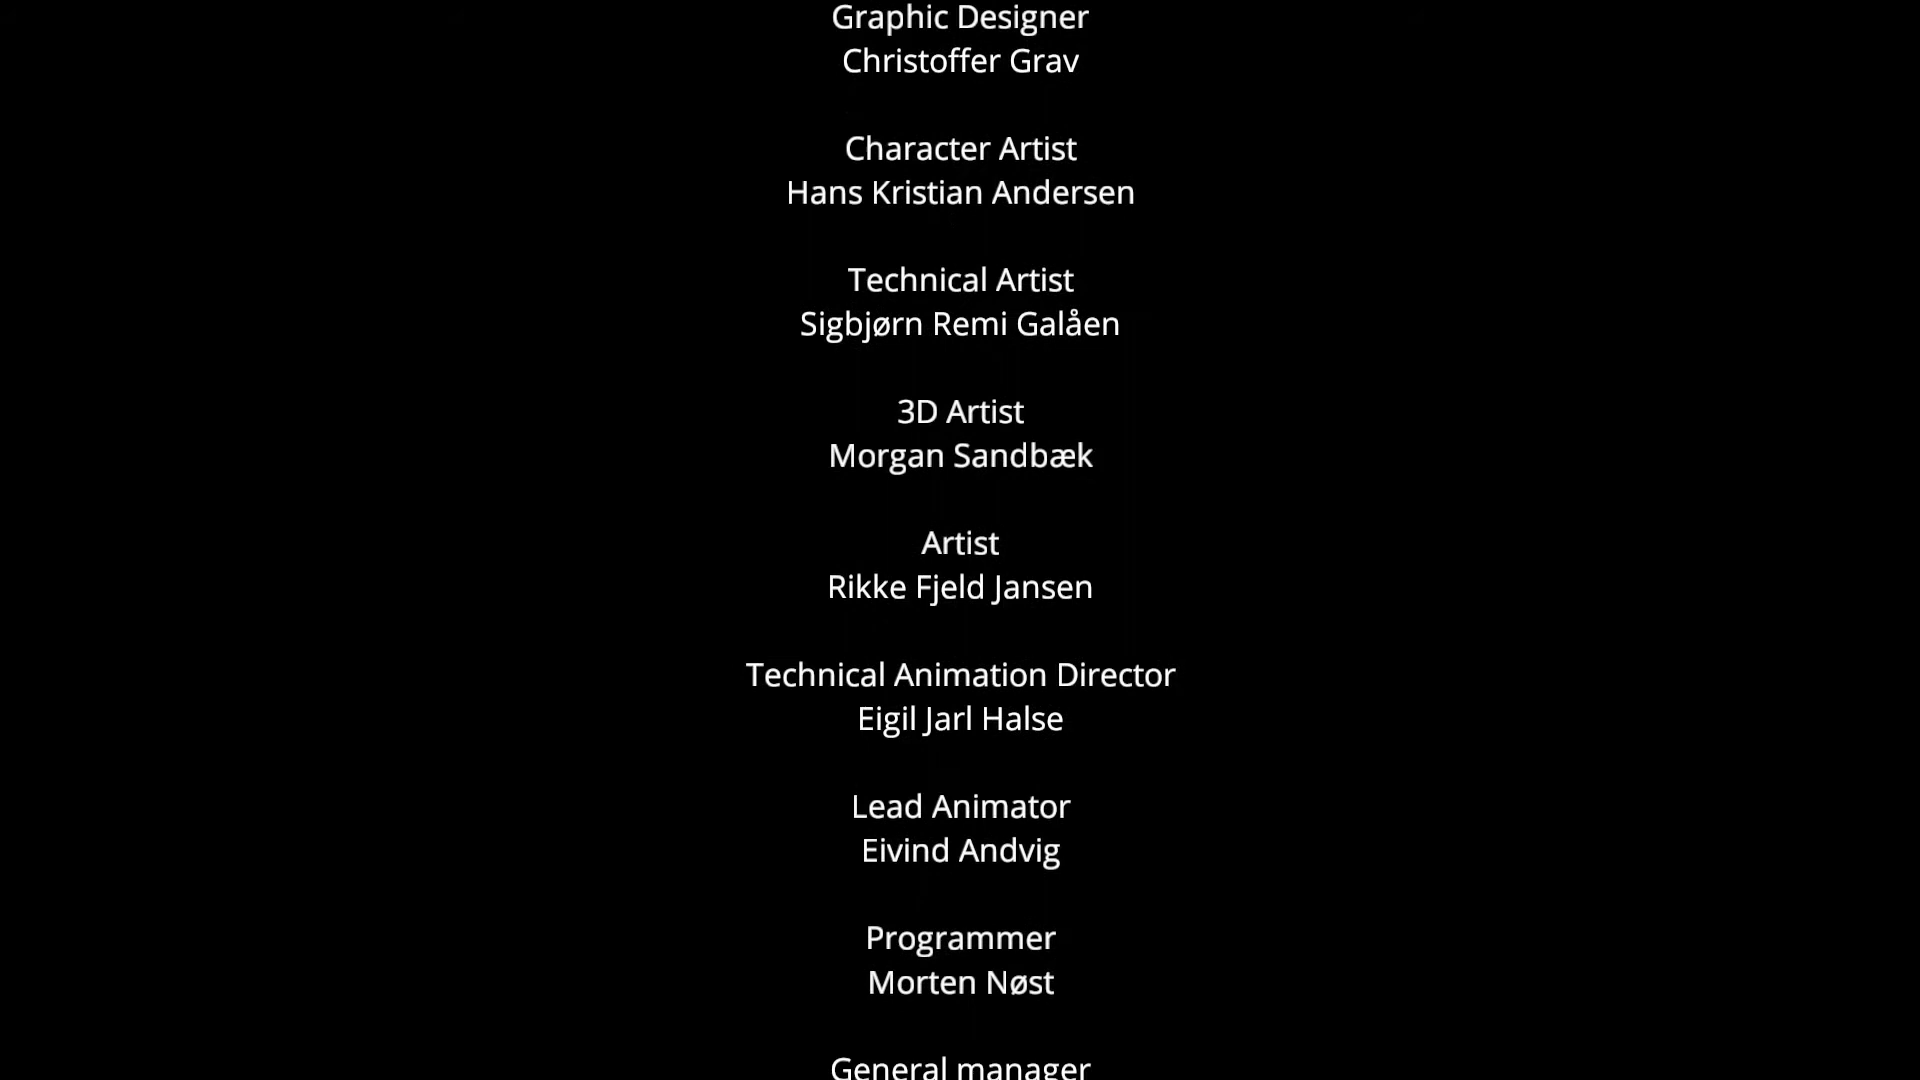 Graphic Designer
Christoffer Grav
Character Artist
Hans Kristian Andersen
Technical Artist
Sigbjørn Remi Galåen
3D Artist
Morgan Sandbæk
Artist
Rikke Fjeld Jansen
Technical Animation Director
Eigil Jarl Halse
Lead Animator
Eivind Andvig
Programmer
Morten Nøst
General manager